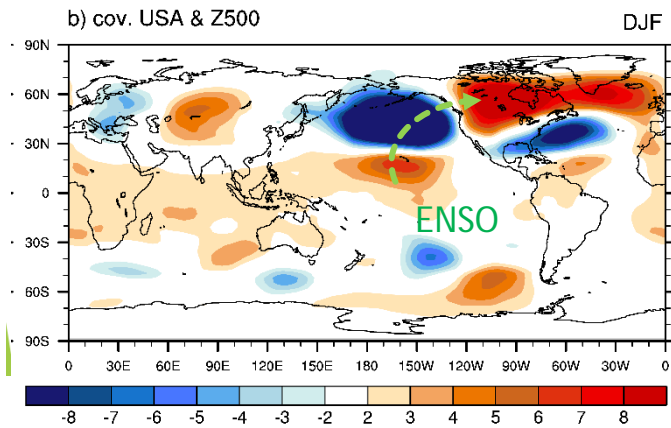 b) cov. USA & Z500 DJF
90N
60N
30N
0
30S
60S
90S
ENSO
0 30E 60E 90E 120E 150E 180 150W 120W 90W 60W 30W 0
-8 -7 -6 -5 -4 -3 -2 2 3 4 5 6 7 8